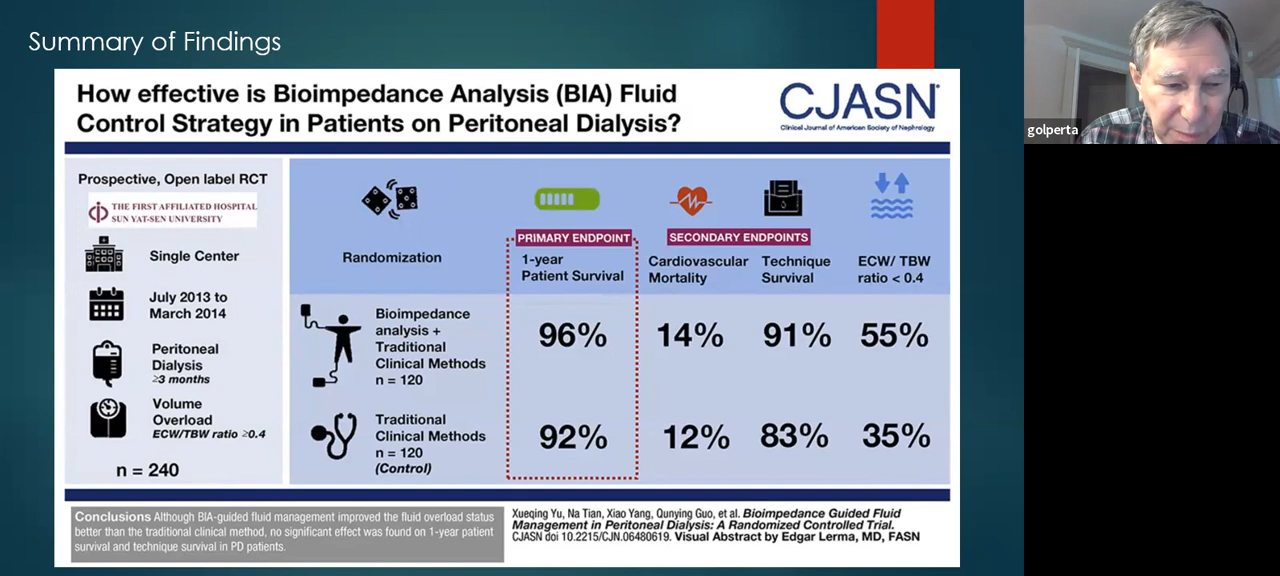 Summary of Findings
How effective is Bioimpedance Analysis (BIA) Fluid
Control Strategy in Patients on Peritoneal Dialysis?
CJASN
Clinical Journal of American Society of Nephrology
golperta
Prospective, Open label RCT
THE FIRST AFFILIATED HOSPITAL
SUN YAT-SEN UNIVERSITY
Single Center
July 2013 to
March 2014
Peritoneal
Dialysis
≥3 months
Volume
Overload
ECW/TBW ratio ≥0.4
n = 240
Randomization
PRIMARY ENDPOINT
1-year
Patient Survival
SECONDARY ENDPOINTS
Cardiovascular
Mortality
Technique
Survival
ECW/ TBW
ratio < 0.4
Bioimpedance
analysis +
Traditional
Clinical Methods
n = 120
96%
14%
91%
55%
Traditional
Clinical Methods
n = 120
(Control)
92%
12%
83%
35%
Conclusions Although BIA-guided fluid management improved the fluid overload status
better than the traditional clinical method, no significant effect was found on 1-year patient
survival and technique survival in PD patients.
Xueqing Yu, Na Tian, Xiao Yang, Qunying Guo, et al. Bioimpedance Guided Fluid
Management in Peritoneal Dialysis: A Randomized Controlled Trial.
CJASN doi 10.2215/CJN.06480619. Visual Abstract by Edgar Lerma, MD, FASN